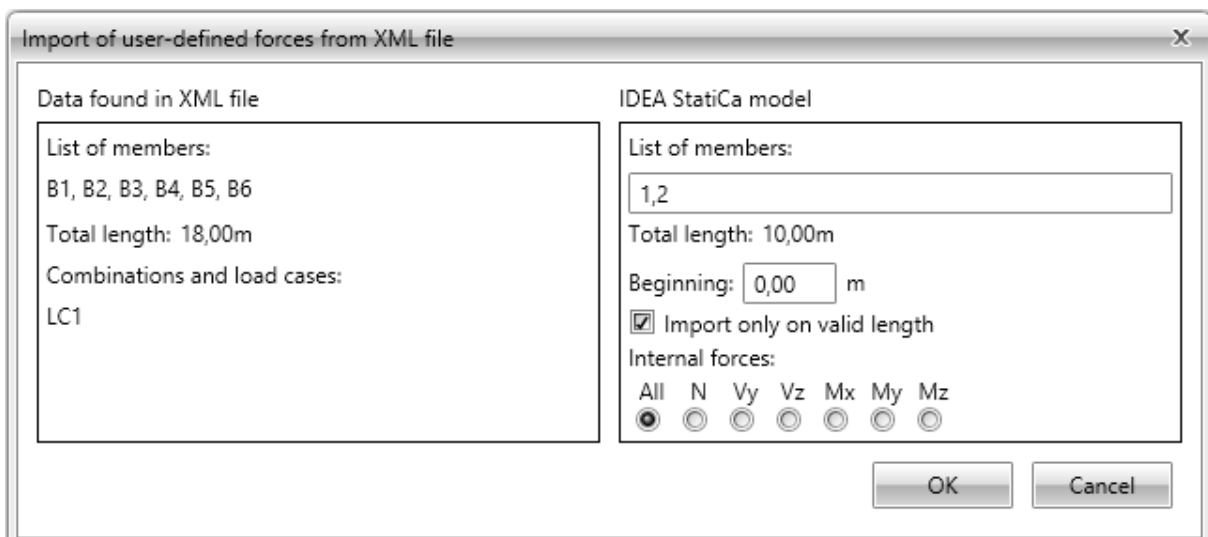 Import of user-defined forces from XML file
Data found in XML file
List of members:
B1, B2, B3, B4, B5, B6
Total length: 18,00m
Combinations and load cases:
LC1
IDEA StatiCa model
List of members:
1,2
Total length: 10,00m
Beginning: 0,00 m
Import only on valid length
Internal forces:
All N Vy Vz Mx My Mz
OK Cancel